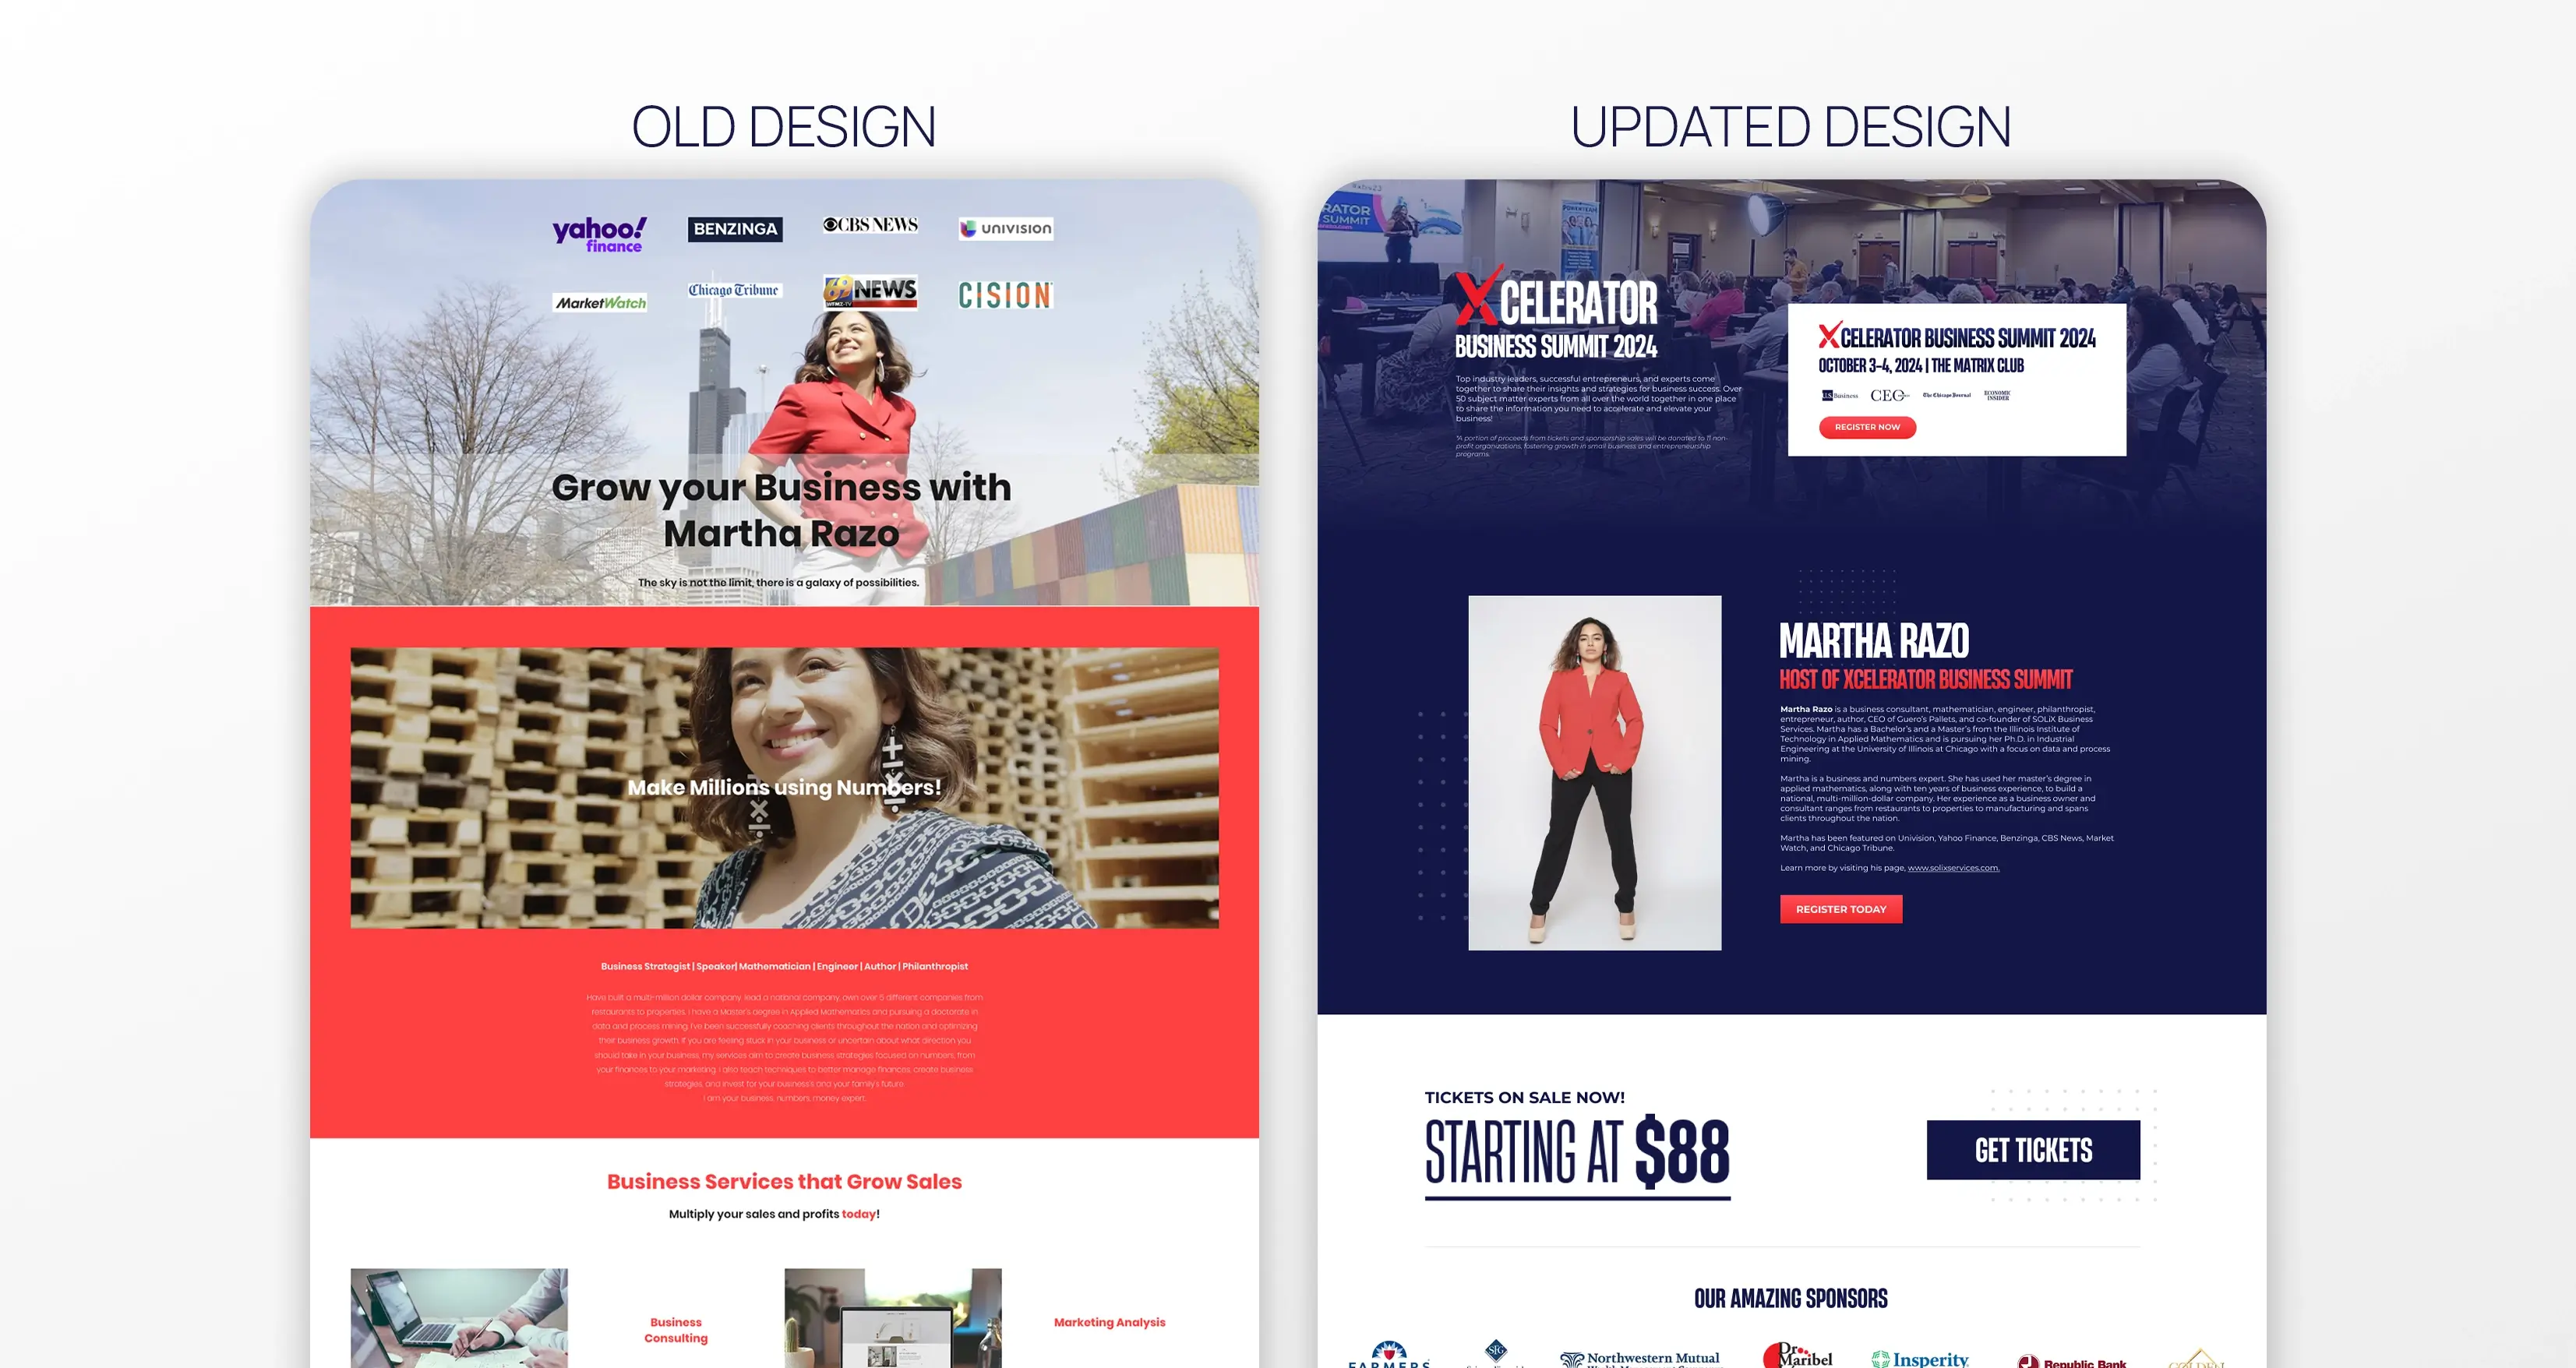 OLD DESIGN
yahoo!
finance
BENZINGA
CBS NEWS
UNIVISION
MarketWatch
Chicago Tribune
69 NEWS
WFMZ-TV
CISION
Grow your Business with
Martha Razo
The sky is not the limit, there is a galaxy of possibilities.
Make Millions using Numbers!
Business Strategist | Speaker| Mathematician | Engineer | Author | Philanthropist
Have built a multi-million dollar company, lead a national company, own over 5 different companies from
restaurants to properties. I have a Master's degree in Applied Mathematics and pursuing a doctorate in
data and process mining. I've been successfully coaching clients throughout the nation and optimizing
their business growth. If you are feeling stuck in your business or uncertain about what direction you
should take in your business, my services aim to create business strategies focused on numbers, from
your finances to your marketing. I also teach techniques to better manage finances, create business
strategies, and invest for your business's and your family's future.
I am your business, numbers, money expert.
Business Services that Grow Sales
Multiply your sales and profits today!
Business
Consulting
Marketing Analysis
UPDATED DESIGN
RATOR
SUMMIT
XCELERATOR
BUSINESS SUMMIT 2024
Top industry leaders, successful entrepreneurs, and experts come
together to share their insights and strategies for business success. Over
50 subject matter experts from all over the world together in one place
to share the information you need to accelerate and elevate your
business!
*A portion of proceeds from tickets and sponsorship sales will be donated to 11 non-
profit organizations, fostering growth in small business and entrepreneurship
programs.
XCELERATOR BUSINESS SUMMIT 2024
OCTOBER 3-4, 2024 | THE MATRIX CLUB
U.S. Business
CEO
The Chicago Journal
ECONOMIC
INSIDER
REGISTER NOW
MARTHA RAZO
HOST OF XCELERATOR BUSINESS SUMMIT
Martha Razo is a business consultant, mathematician, engineer, philanthropist,
entrepreneur, author, CEO of Guero's Pallets, and co-founder of SOLiX Business
Services. Martha has a Bachelor's and a Master's from the Illinois Institute of
Technology in Applied Mathematics and is pursuing her Ph.D. in Industrial
Engineering at the University of Illinois at Chicago with a focus on data and process
mining.
Martha is a business and numbers expert. She has used her master's degree in
applied mathematics, along with ten years of business experience, to build a
national, multi-million-dollar company. Her experience as a business owner and
consultant ranges from restaurants to properties to manufacturing and spans
clients throughout the nation.
Martha has been featured on Univision, Yahoo Finance, Benzinga, CBS News, Market
Watch, and Chicago Tribune.
Learn more by visiting his page, www.solixservices.com.
REGISTER TODAY
TICKETS ON SALE NOW!
STARTING AT $88
GET TICKETS
OUR AMAZING SPONSORS
FARMERS
SFG
Northwestern Mutual
Dr.
Maribel
Insperity
Republic Bank
GOLDEN